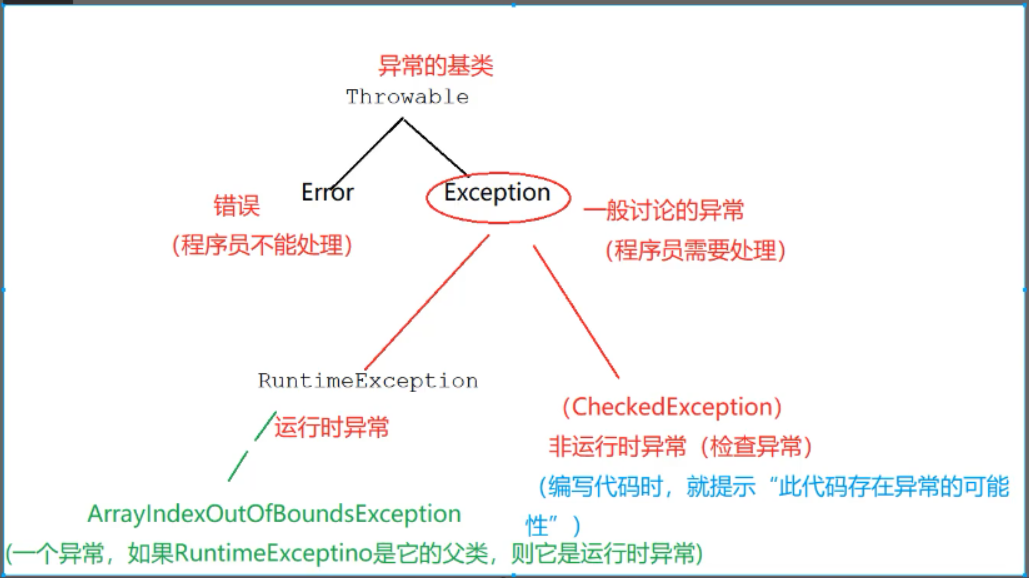 异常的基类
Throwable
Error
Exception
错误
一般讨论的异常
（程序员不能处理）
（程序员需要处理）
RuntimeException
（CheckedException）
运行时异常
非运行时异常（检查异常）
（编写代码时，就提示“此代码存在异常的可能
性”）
ArrayIndexOutOfBoundsException
(一个异常，如果RuntimeExceptino是它的父类，则它是运行时异常)